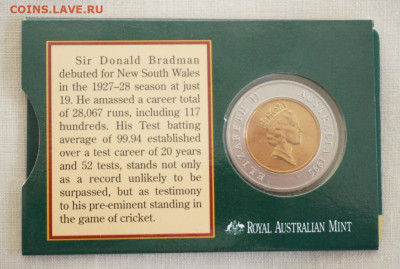 COINS.ЛАВЕ.RU
Sir Donald Bradman
debuted for New South Wales
in the 1927–28 season at just
19. He amassed a career total
of 28,067 runs, including 117
hundreds. His Test batting
average of 99.94 established
over a test career of 20 years
and 52 tests, stands not only
as a record unlikely to be
surpassed, but as testimony
to his pre-eminent standing in
the game of cricket.
ELIZABETH II
ROYAL AUSTRALIAN MINT